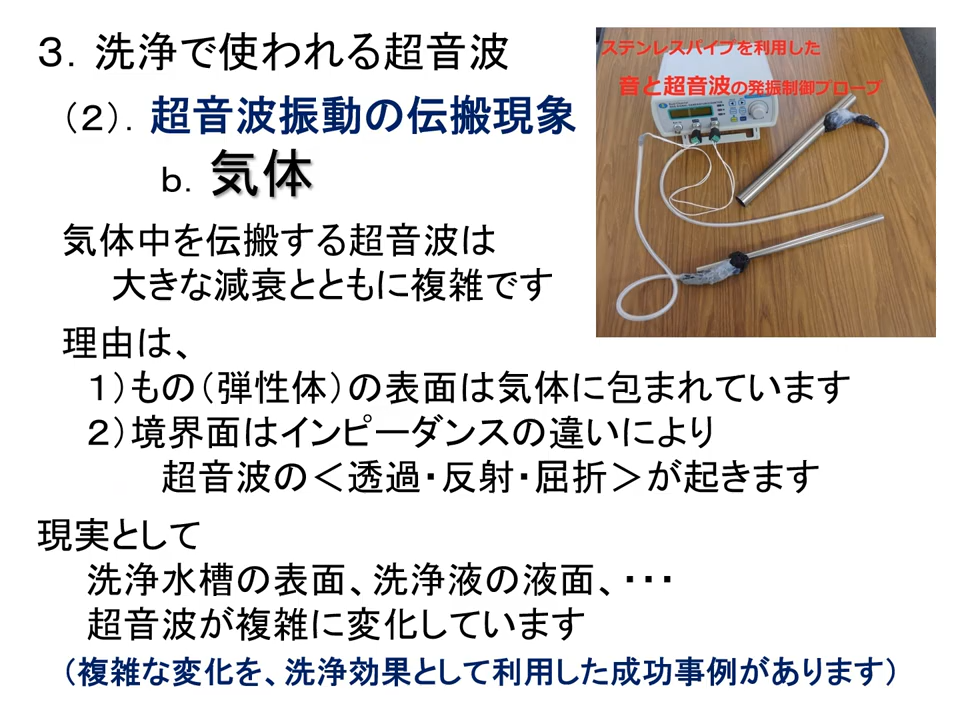 ３．洗浄で使われる超音波
（２）．超音波振動の伝搬現象
ｂ．気体
ステンレスパイプを利用した
音と超音波の発振制御プローブ
気体中を伝搬する超音波は
大きな減衰とともに複雑です
理由は、
１）もの（弾性体）の表面は気体に包まれています
２）境界面はインピーダンスの違いにより
超音波の＜透過・反射・屈折＞が起きます
現実として
洗浄水槽の表面、洗浄液の液面、・・・
超音波が複雑に変化しています
（複雑な変化を、洗浄効果として利用した成功事例があります）